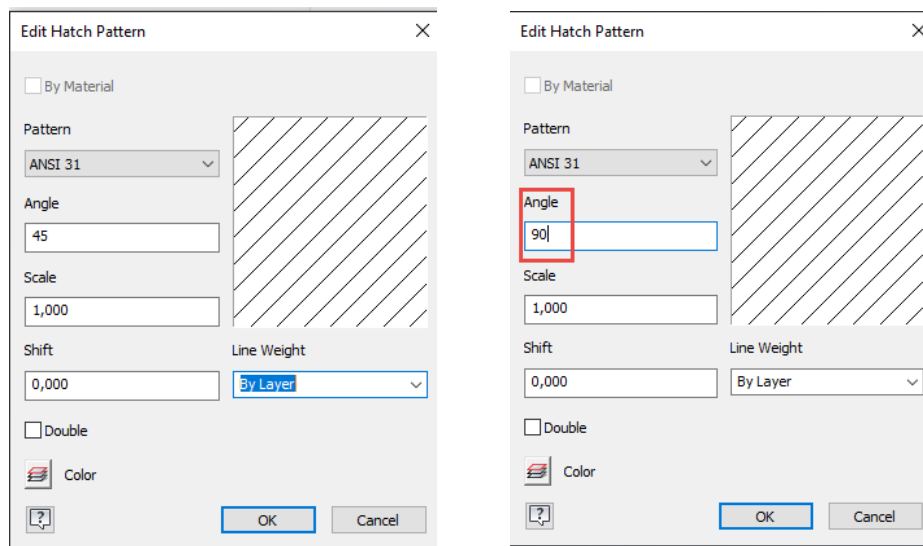 Edit Hatch Pattern
By Material
Pattern
ANSI 31
Angle
45
Scale
1,000
Shift
Line Weight
0,000
By Layer
Double
Color
?
OK
Cancel
Edit Hatch Pattern
By Material
Pattern
ANSI 31
Angle
90
Scale
1,000
Shift
Line Weight
0,000
By Layer
Double
Color
?
OK
Cancel